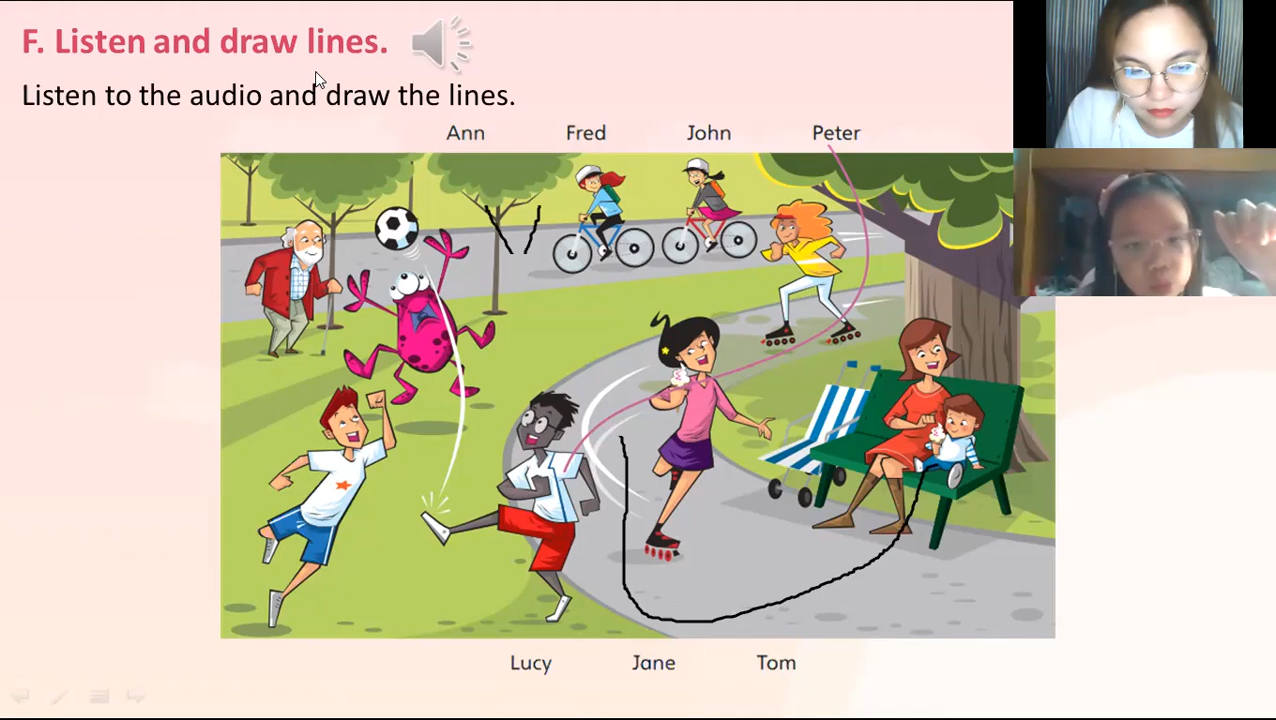 F. Listen and draw lines.
Listen to the audio and draw the lines.
Ann Fred John Peter
Lucy Jane Tom